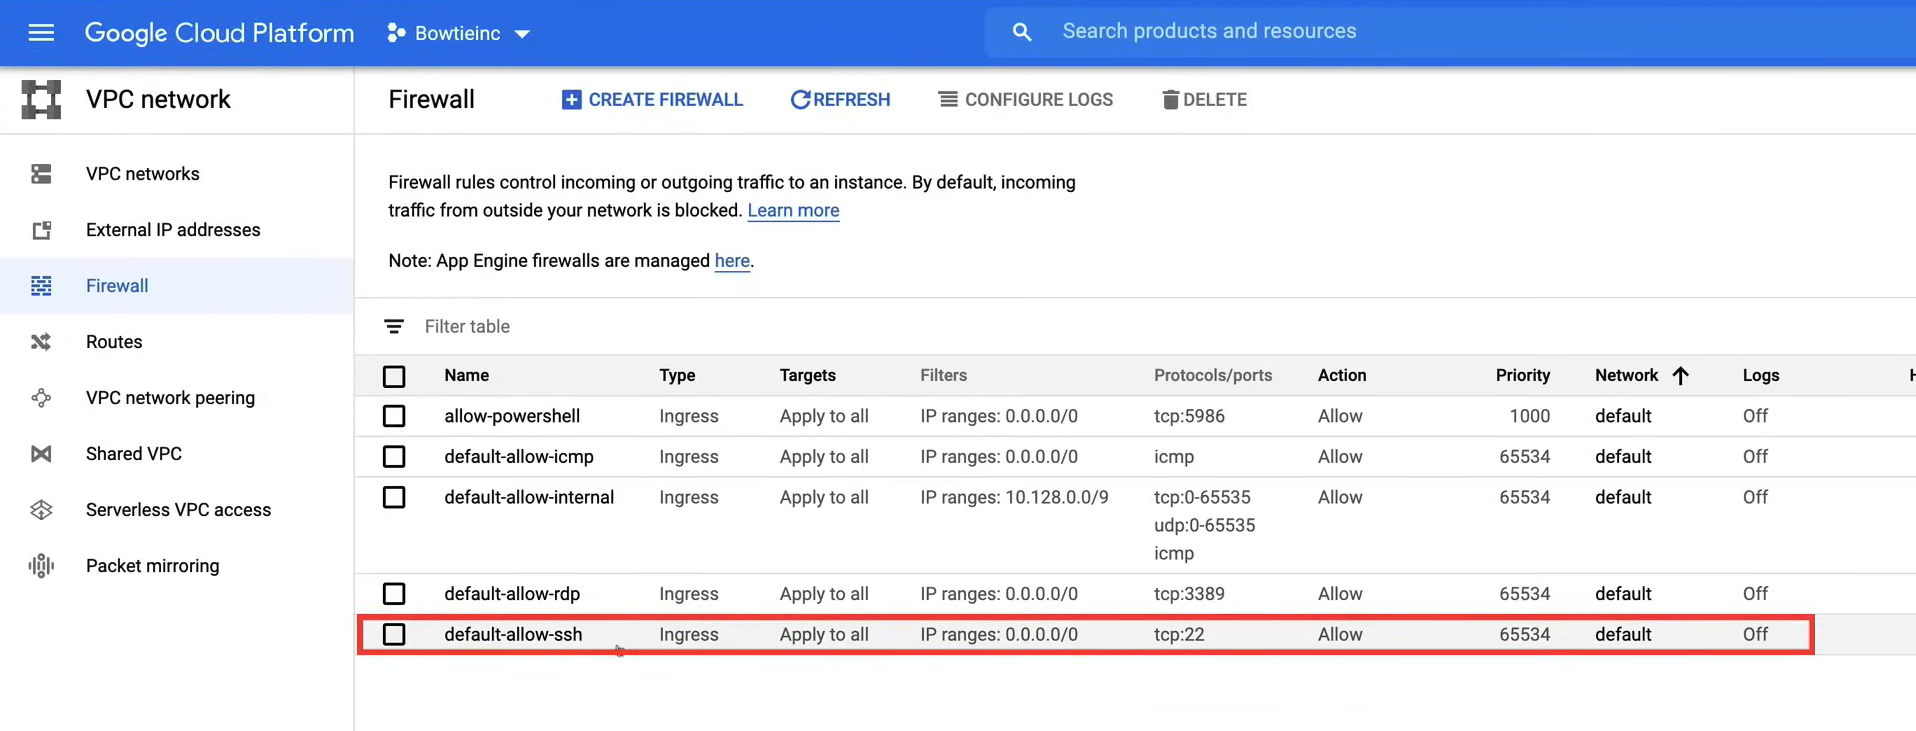 Google Cloud Platform
Bowtieinc
Search products and resources
VPC network
Firewall
CREATE FIREWALL
REFRESH
CONFIGURE LOGS
DELETE
VPC networks
External IP addresses
Firewall
Routes
VPC network peering
Shared VPC
Serverless VPC access
Packet mirroring
Firewall rules control incoming or outgoing traffic to an instance. By default, incoming
traffic from outside your network is blocked. Learn more
Note: App Engine firewalls are managed here.
Filter table
Name Type Targets Filters Protocols/ports Action Priority Network Logs
allow-powershell Ingress Apply to all IP ranges: 0.0.0.0/0 tcp:5986 Allow 1000 default Off
default-allow-icmp Ingress Apply to all IP ranges: 0.0.0.0/0 icmp Allow 65534 default Off
default-allow-internal Ingress Apply to all IP ranges: 10.128.0.0/9 tcp:0-65535 Allow 65534 default Off
udp:0-65535
icmp
default-allow-rdp Ingress Apply to all IP ranges: 0.0.0.0/0 tcp:3389 Allow 65534 default Off
default-allow-ssh Ingress Apply to all IP ranges: 0.0.0.0/0 tcp:22 Allow 65534 default Off